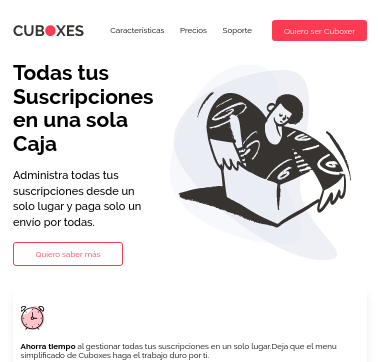 CUBOXES
Características Precios Soporte
Quiero ser Cuboxer
Todas tus
Suscripciones
en una sola
Caja
Administra todas tus
suscripciones desde un
solo lugar y paga solo un
envío por todas.
Quiero saber más
Ahorra tiempo al gestionar todas tus suscripciones en un solo lugar.Deja que el menu
simplificado de Cuboxes haga el trabajo duro por ti.